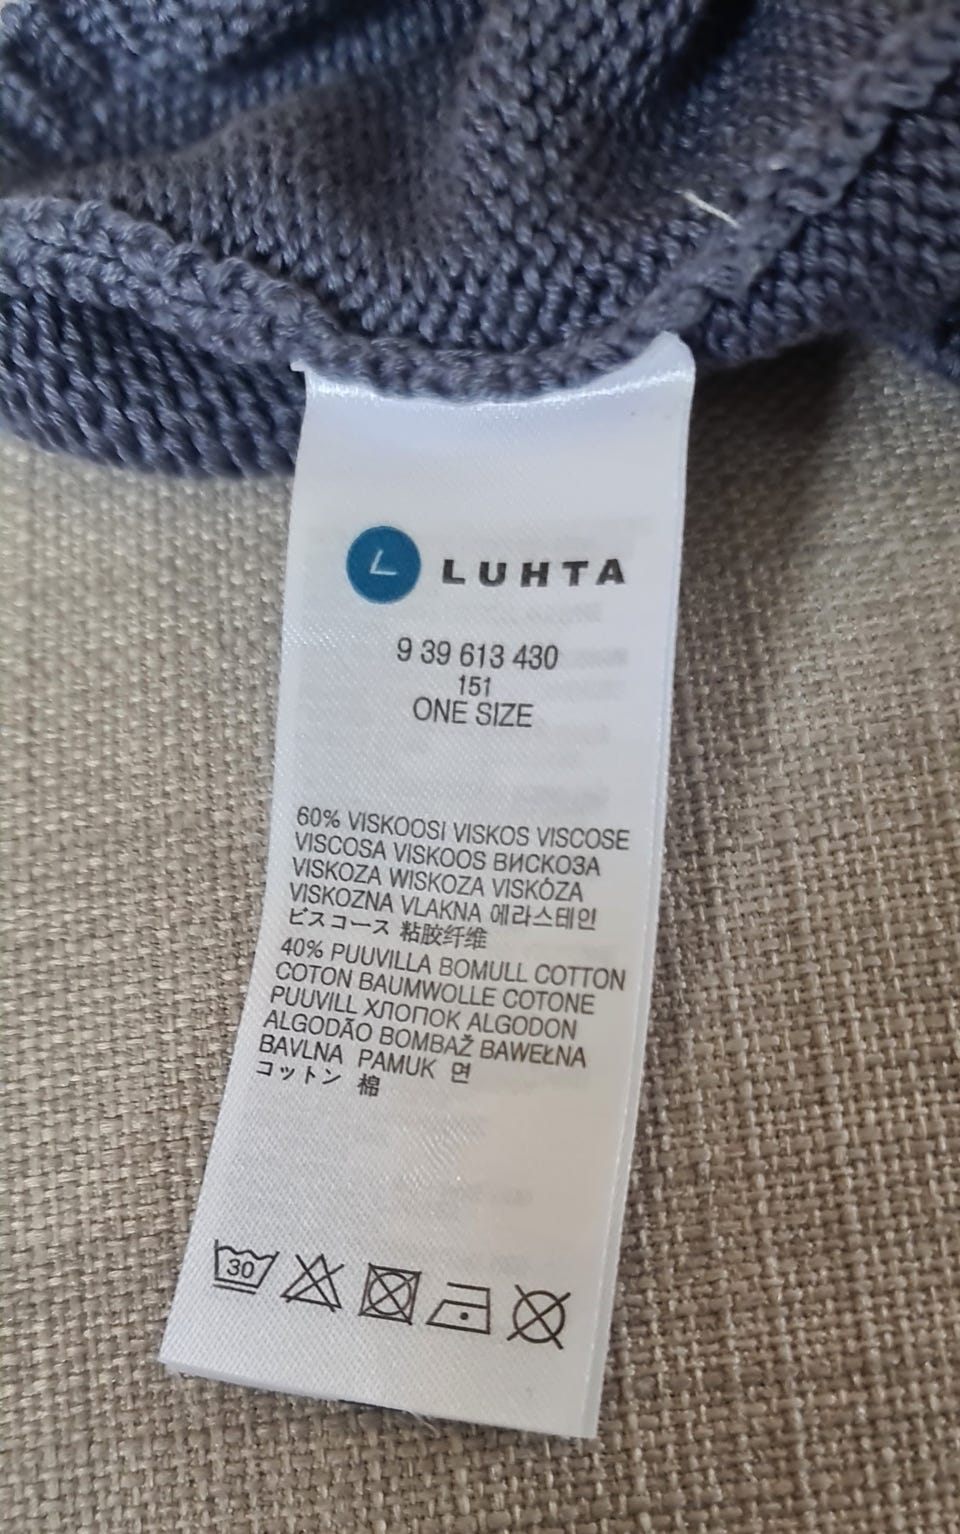 L LUHTA
9 39 613 430
151
ONE SIZE
60% VISKOOSI VISKOS VISCOSE
VISCOSA VISKOOS ВИСКОЗА
VISKOZA WISKOZA VISKÓZA
VISKOZNA VLAKNA 에라스테인
ビスコース 粘胶纤维
40% PUUVILLA BOMULL COTTON
COTON BAUMWOLLE COTONE
PUUVILL ХЛОПОК ALGODON
ALGODÃO BOMBAŽ BAWEŁNA
BAVLNA PAMUK 면
コットン 棉
30